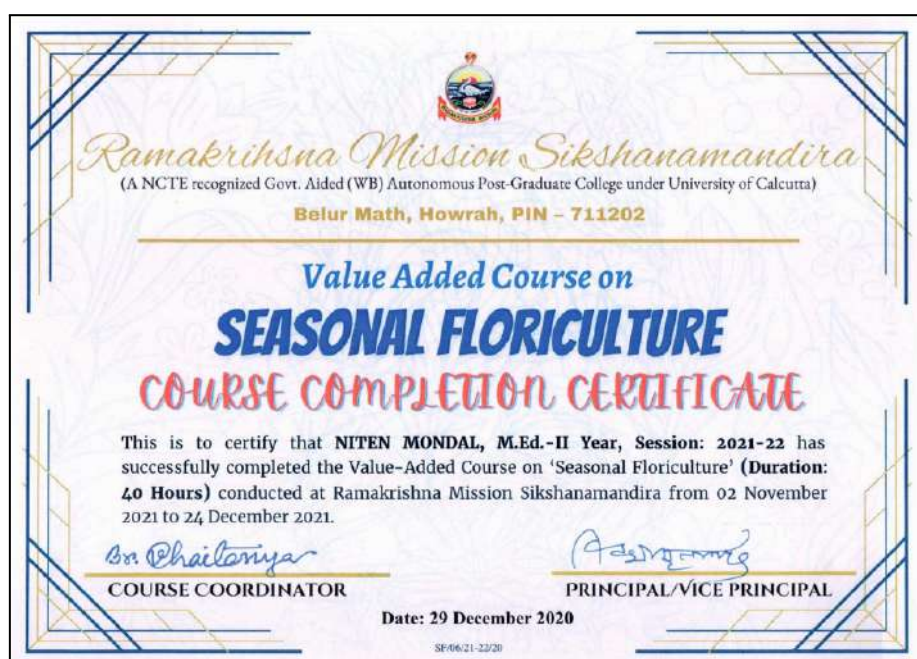 Ramakrihsna Mission Sikshanamandira
(A NCTE recognized Govt. Aided (WB) Autonomous Post-Graduate College under University of Calcutta)
Belur Math, Howrah, PIN – 711202
Value Added Course on
SEASONAL FLORICULTURE
COURSE COMPLETION CERTIFICATE
This is to certify that NITEN MONDAL, M.Ed.-II Year, Session: 2021-22 has
successfully completed the Value-Added Course on ‘Seasonal Floriculture’ (Duration:
40 Hours) conducted at Ramakrishna Mission Sikshanamandira from 02 November
2021 to 24 December 2021.
Br. Chaitanya
COURSE COORDINATOR
PRINCIPAL/VICE PRINCIPAL
Date: 29 December 2020
SF/06/21-22/20